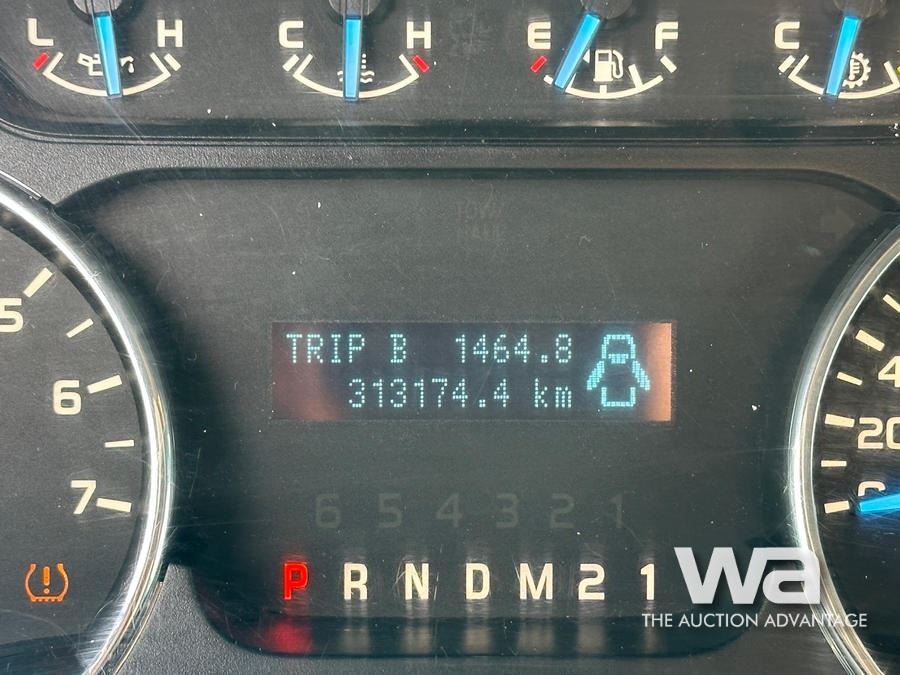 L H C H E F C
TRIP B 1464.8
313174.4 km
5
6
7
4
20
6 5 4 3 2 1
P R N D M 2 1
wa
THE AUCTION ADVANTAGE